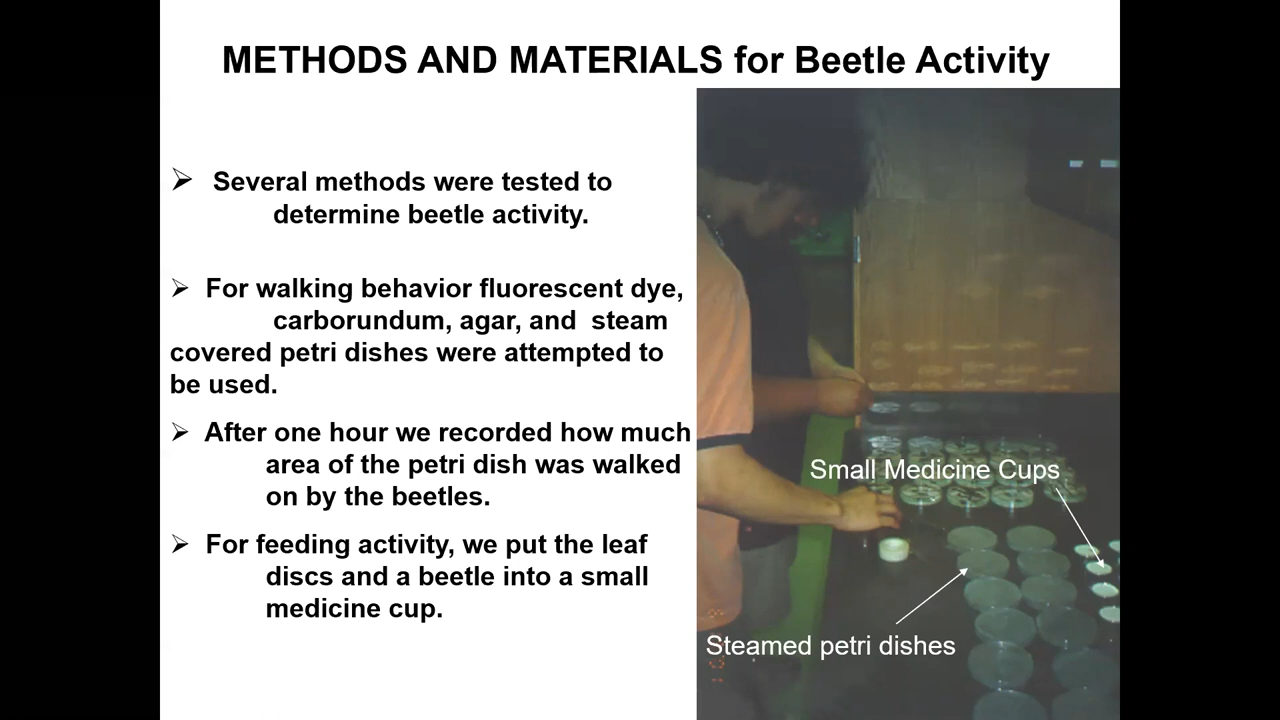 METHODS AND MATERIALS for Beetle Activity
➢ Several methods were tested to
determine beetle activity.
➢ For walking behavior fluorescent dye,
carborundum, agar, and steam
covered petri dishes were attempted to
be used.
➢ After one hour we recorded how much
area of the petri dish was walked
on by the beetles.
➢ For feeding activity, we put the leaf
discs and a beetle into a small
medicine cup.
Small Medicine Cups
Steamed petri dishes